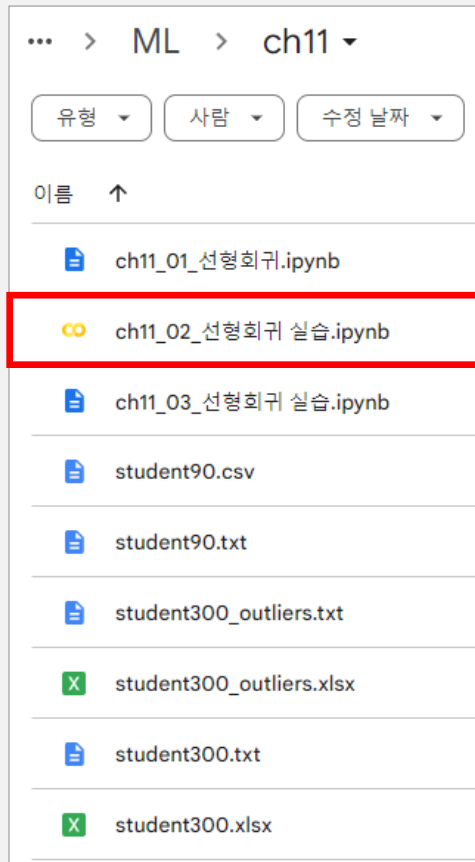 ··· > ML > ch11
유형 사람 수정 날짜
이름
ch11_01_선형회귀.ipynb
ch11_02_선형회귀 실습.ipynb
ch11_03_선형회귀 실습.ipynb
student90.csv
student90.txt
student300_outliers.txt
X student300_outliers.xlsx
student300.txt
X student300.xlsx